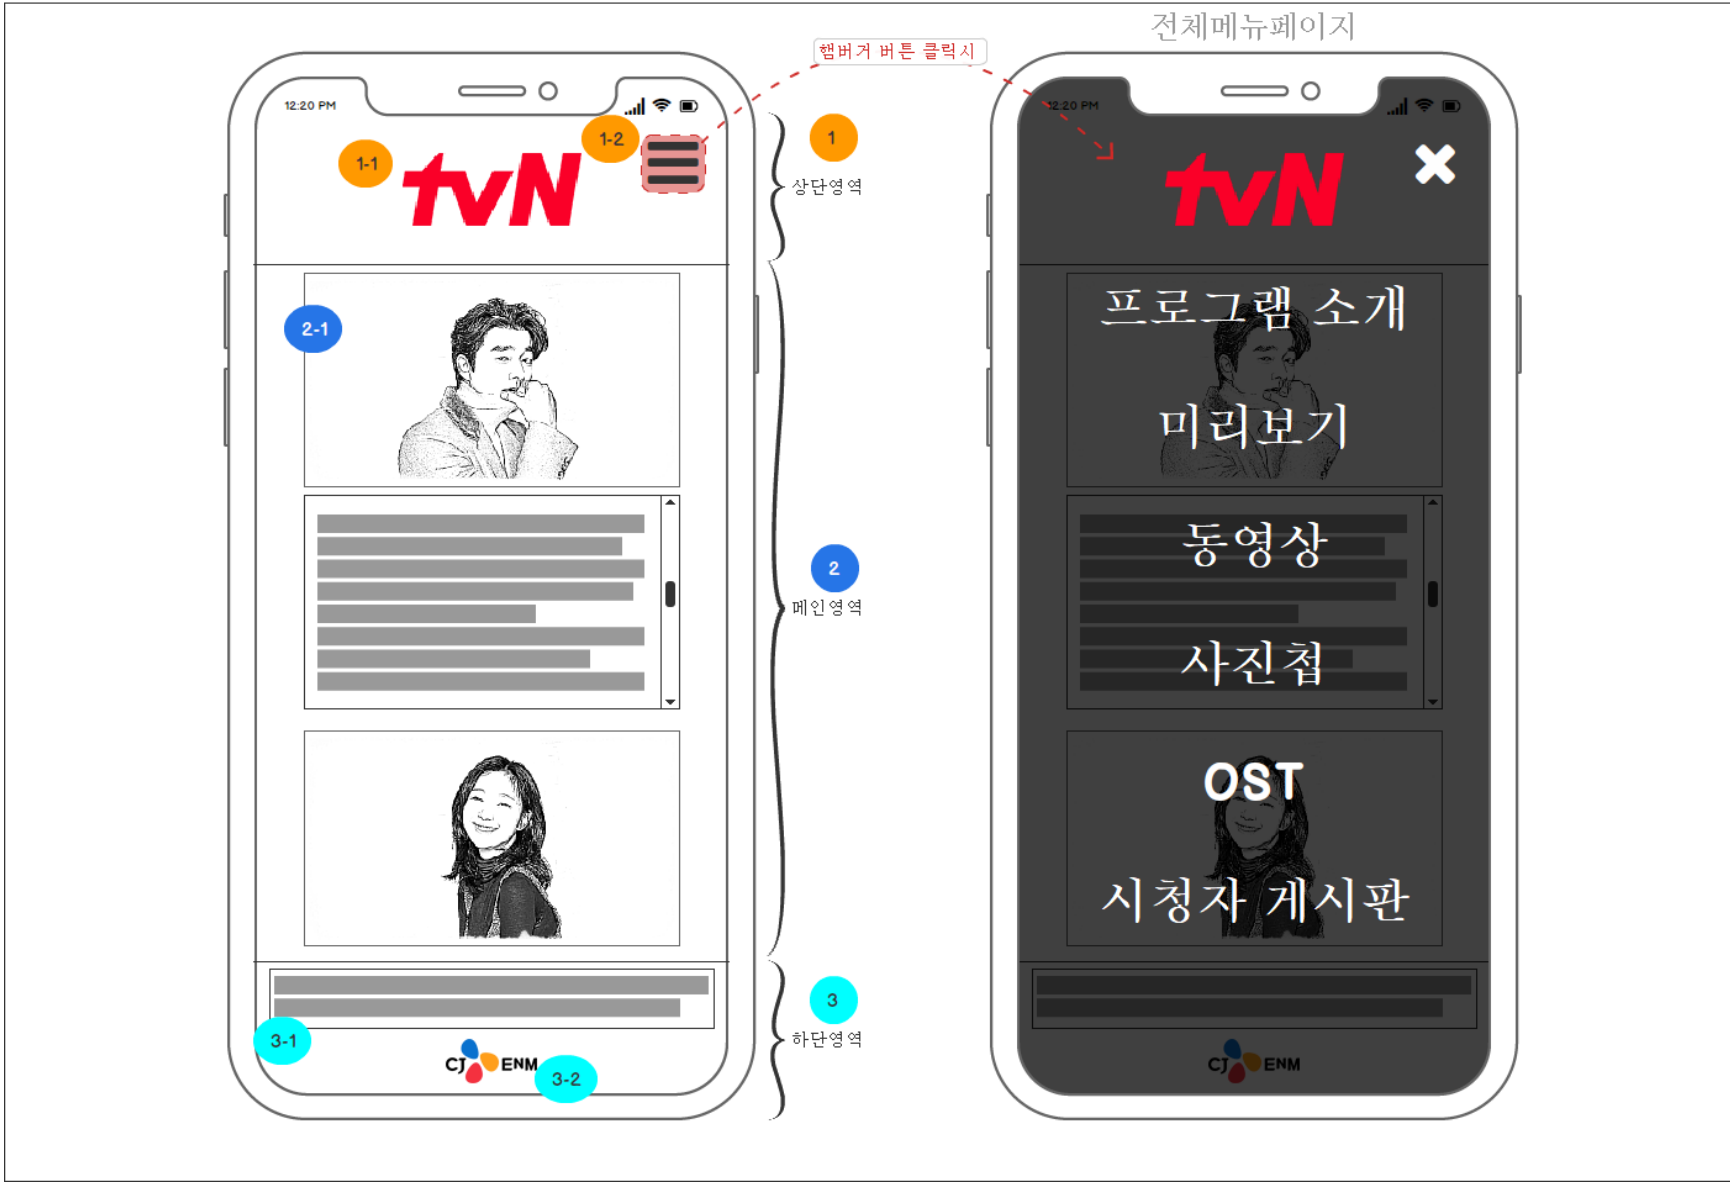 전체메뉴페이지
햄버거 버튼 클릭시
12:20 PM
1-1
1-2
tvN
1
상단영역
2-1
2
메인영역
3
하단영역
3-1
CJ ENM
3-2
12:20 PM
tvN
프로그램 소개
미리보기
동영상
사진첩
OST
시청자 게시판
CJ ENM